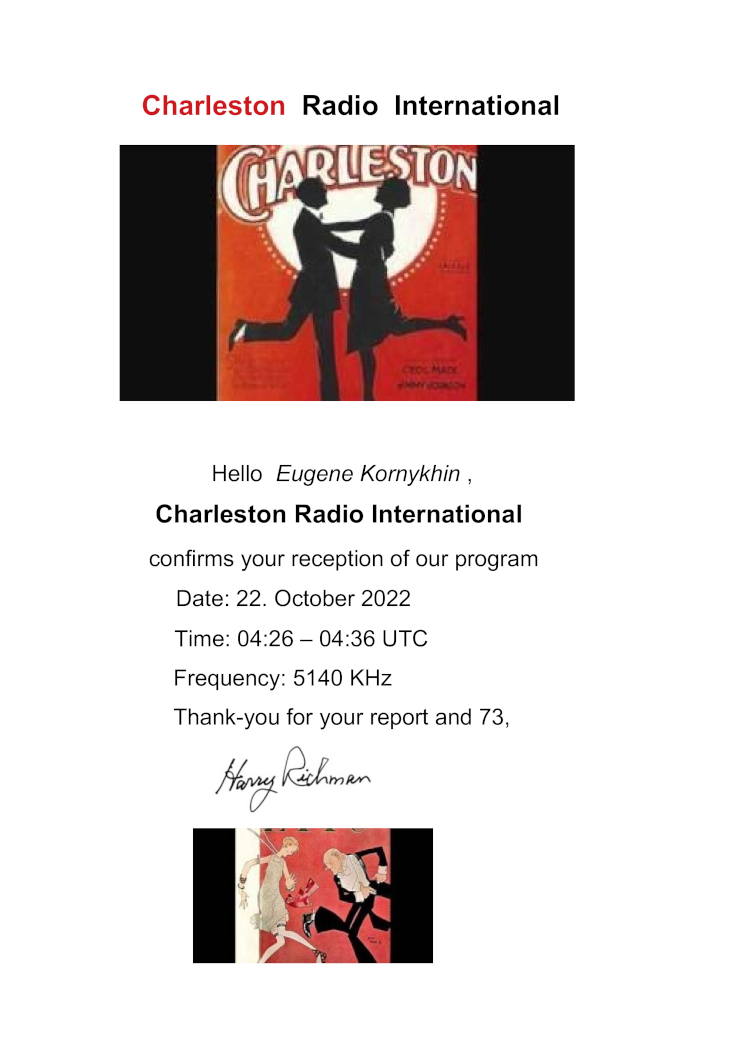 Charleston Radio International
CHARLESTON
CECIL MACK
JIMMY JOHNSON
Hello Eugene Kornykhin ,
Charleston Radio International
confirms your reception of our program
Date: 22. October 2022
Time: 04:26 – 04:36 UTC
Frequency: 5140 KHz
Thank-you for your report and 73,
Harry Richman